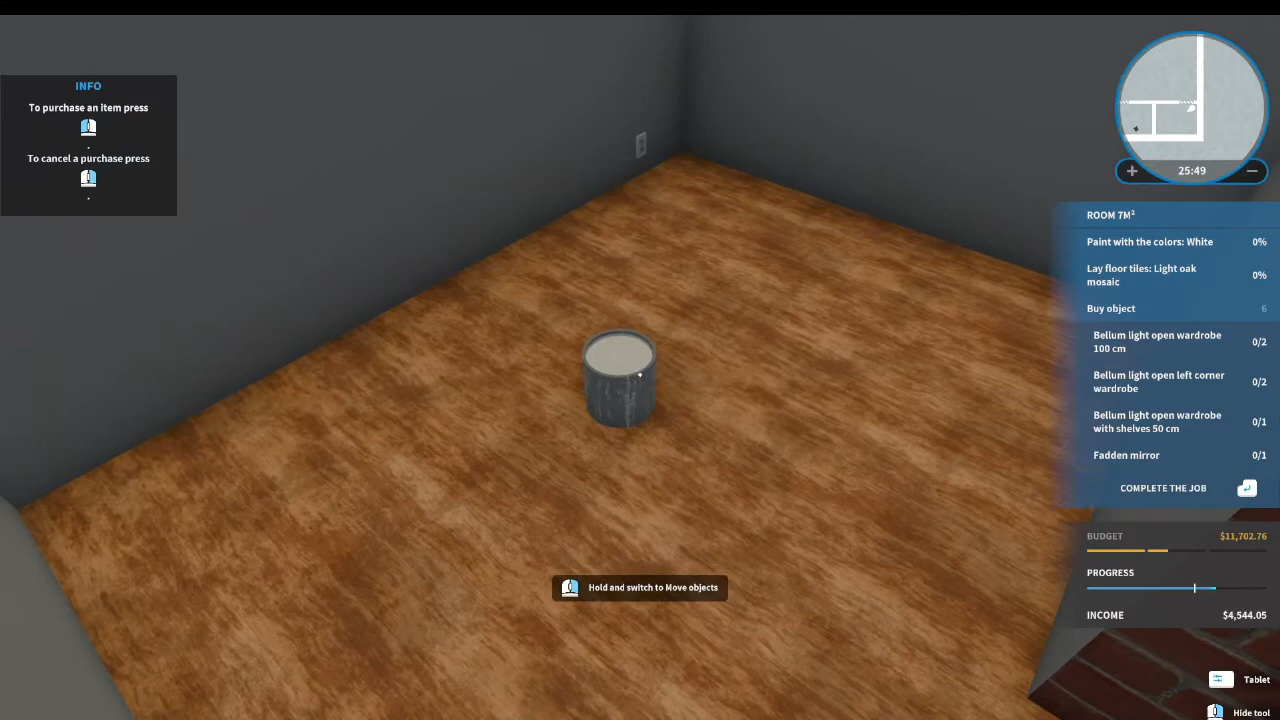 INFO
To purchase an item press
.
To cancel a purchase press
.
25:49
ROOM 7M²
Paint with the colors: White 0%
Lay floor tiles: Light oak
mosaic 0%
Buy object 6
Bellum light open wardrobe
100 cm 0/2
Bellum light open left corner
wardrobe 0/2
Bellum light open wardrobe
with shelves 50 cm 0/1
Fadden mirror 0/1
COMPLETE THE JOB
Hold and switch to Move objects
BUDGET $11,702.76
PROGRESS
INCOME $4,544.05
Tablet
Hide tool